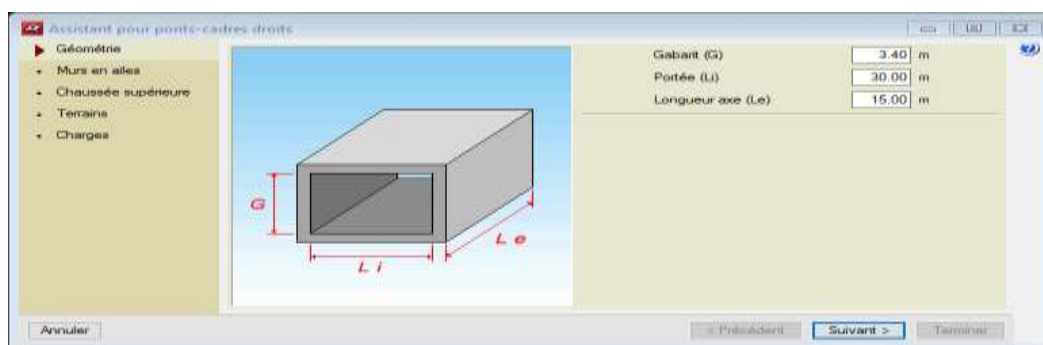 Assistant pour ponts-cadres droits
Géométrie
Murs en ailes
Chaussée supérieure
Terrains
Charges
G
L i
L e
Gabarit (G) 3.40 m
Portée (Li) 30.00 m
Longueur axe (Le) 15.00 m
Annuler
< Précédent
Suivant >
Terminer